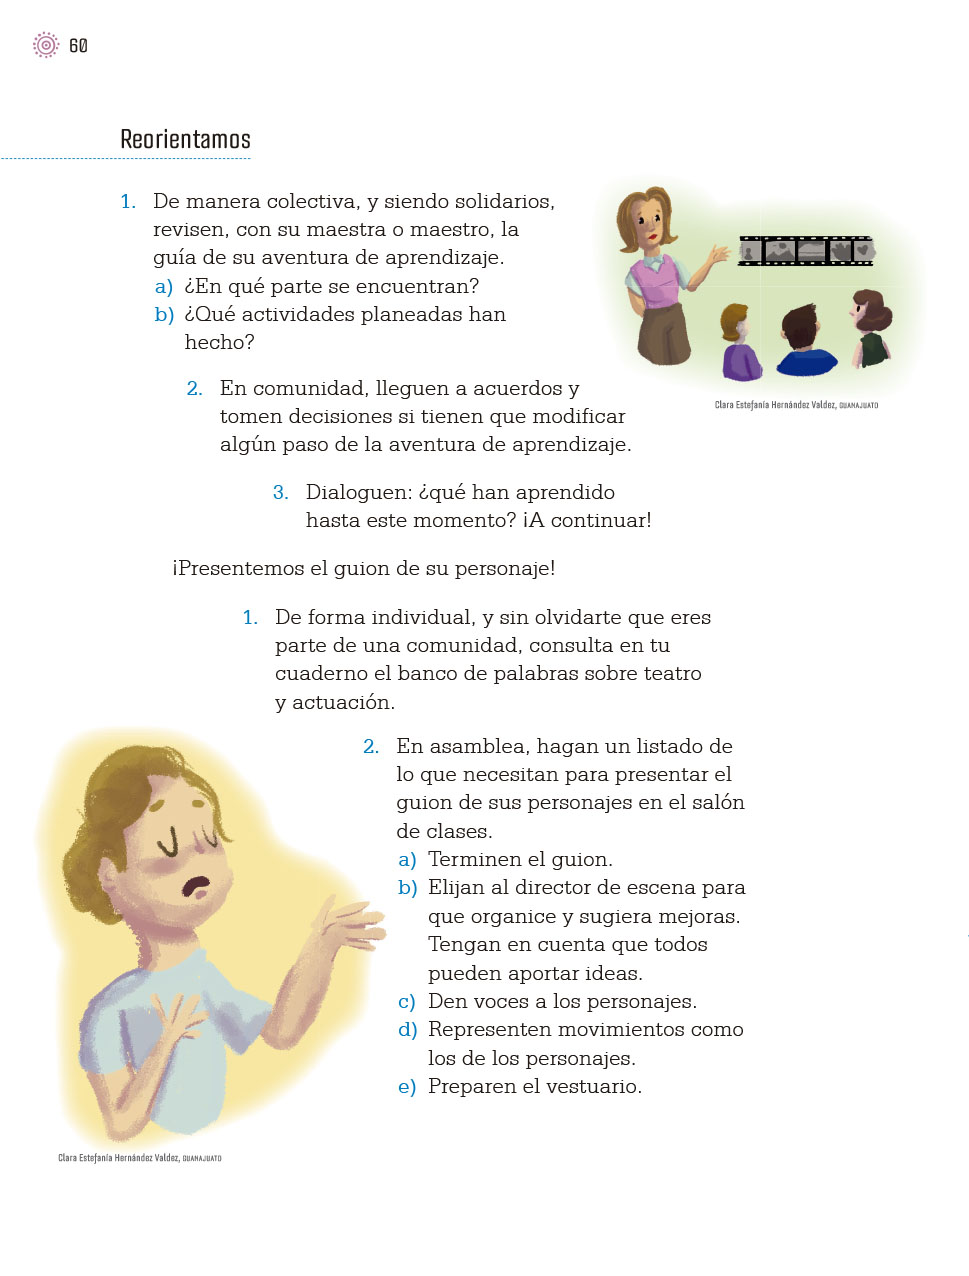 60
Reorientamos
1. De manera colectiva, y siendo solidarios,
revisen, con su maestra o maestro, la
guía de su aventura de aprendizaje.
a) ¿En qué parte se encuentran?
b) ¿Qué actividades planeadas han
hecho?
Clara Estefanía Hernández Valdez, GUANAJUATO
2. En comunidad, lleguen a acuerdos y
tomen decisiones si tienen que modificar
algún paso de la aventura de aprendizaje.
3. Dialoguen: ¿qué han aprendido
hasta este momento? ¡A continuar!
¡Presentemos el guion de su personaje!
1. De forma individual, y sin olvidarte que eres
parte de una comunidad, consulta en tu
cuaderno el banco de palabras sobre teatro
y actuación.
2. En asamblea, hagan un listado de
lo que necesitan para presentar el
guion de sus personajes en el salón
de clases.
a) Terminen el guion.
b) Elijan al director de escena para
que organice y sugiera mejoras.
Tengan en cuenta que todos
pueden aportar ideas.
c) Den voces a los personajes.
d) Representen movimientos como
los de los personajes.
e) Preparen el vestuario.
Clara Estefanía Hernández Valdez, GUANAJUATO